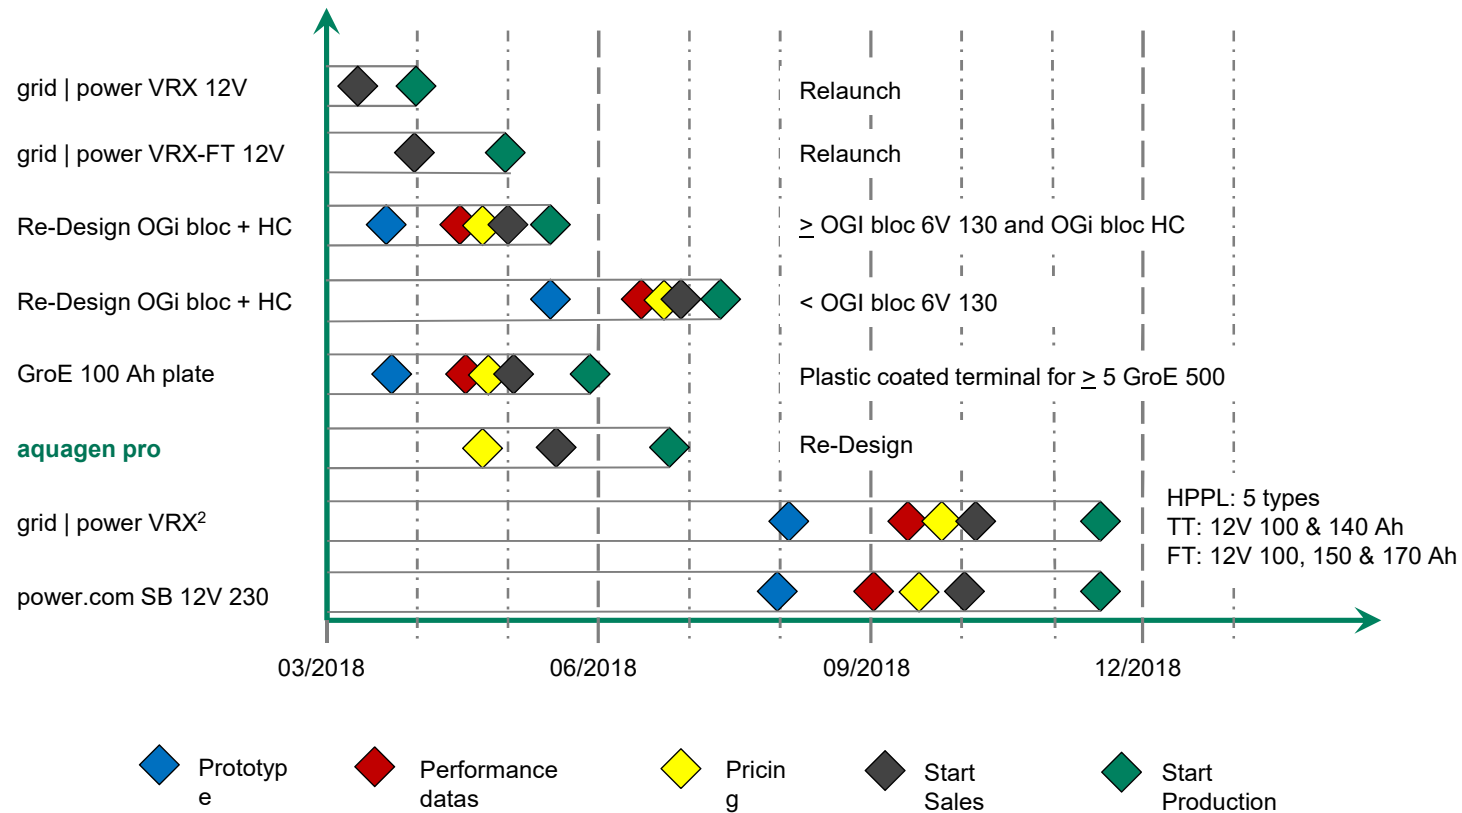 grid | power VRX 12V
Relaunch
grid | power VRX-FT 12V
Relaunch
Re-Design OGi bloc + HC
≥ OGI bloc 6V 130 and OGi bloc HC
Re-Design OGi bloc + HC
< OGI bloc 6V 130
GroE 100 Ah plate
Plastic coated terminal for ≥ 5 GroE 500
aquagen pro
Re-Design
grid | power VRX²
HPPL: 5 types
TT: 12V 100 & 140 Ah
FT: 12V 100, 150 & 170 Ah
power.com SB 12V 230
03/2018
06/2018
09/2018
12/2018
Prototyp
e
Performance
datas
Pricin
g
Start
Sales
Start
Production